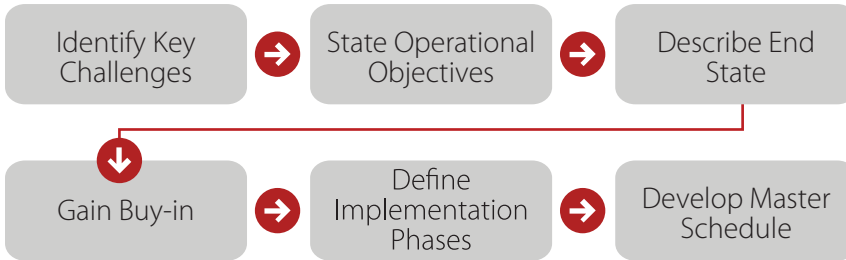 Identify Key
Challenges
State Operational
Objectives
Describe End
State
Gain Buy-in
Define
Implementation
Phases
Develop Master
Schedule